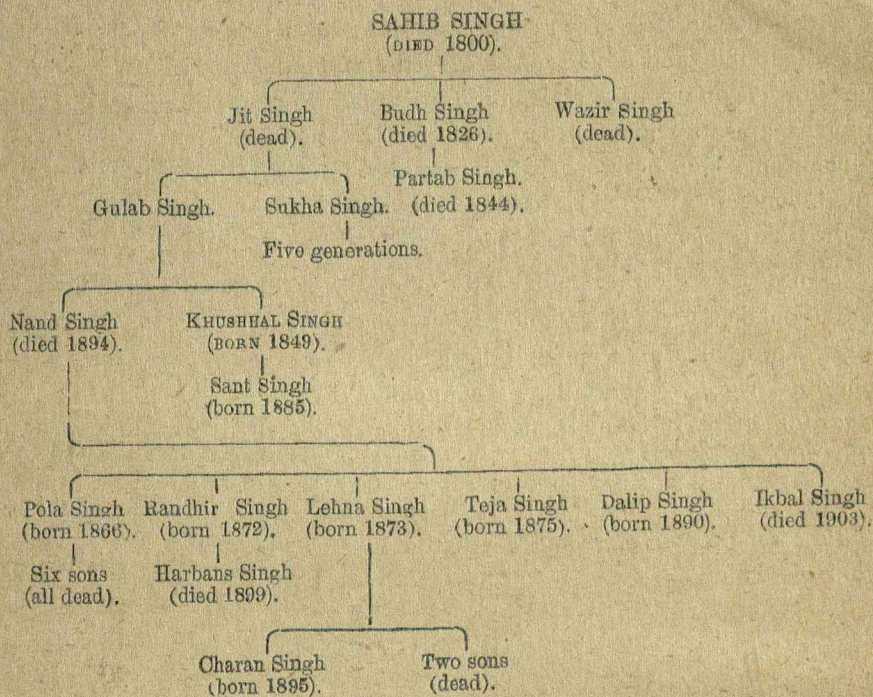 SAHIB SINGH
(DIED 1800).
Jit Singh
(dead).
Budh Singh
(died 1826).
Wazir Singh
(dead).
Partab Singh.
(died 1844).
Gulab Singh.
Sukha Singh.
Five generations.
Nand Singh
(died 1894).
KHUSHHAL SINGH
(BORN 1849).
Sant Singh
(born 1885).
Pola Singh
(born 1866).
Randhir Singh
(born 1872).
Lehna Singh
(born 1873).
Teja Singh
(born 1875).
Dalip Singh
(born 1890).
Ikbal Singh
(died 1903).
Six sons
(all dead).
Harbans Singh
(died 1899).
Charan Singh
(born 1895).
Two sons
(dead).